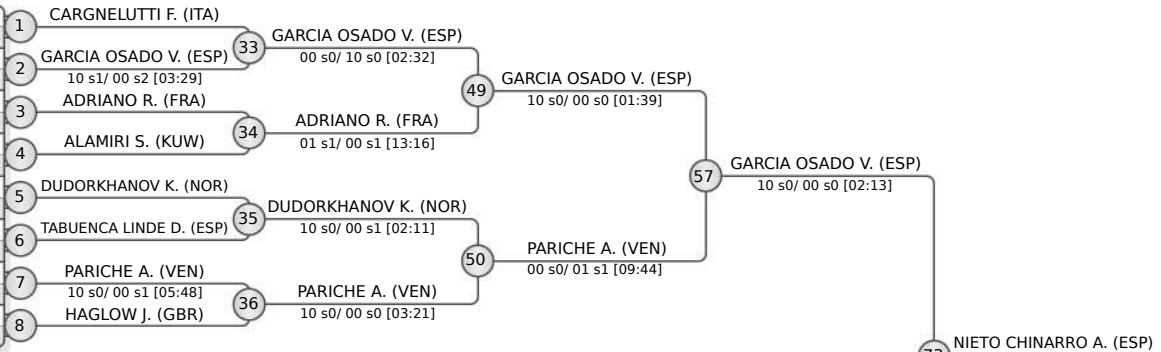 1
CARGNELUTTI F. (ITA)
2
GARCIA OSADO V. (ESP)
10 s1/ 00 s2 [03:29]
3
ADRIANO R. (FRA)
4
ALAMIRI S. (KUW)
5
DUDORKHANOV K. (NOR)
6
TABUENCA LINDE D. (ESP)
7
PARICHE A. (VEN)
10 s0/ 00 s1 [05:48]
8
HAGLOW J. (GBR)
33
GARCIA OSADO V. (ESP)
00 s0/ 10 s0 [02:32]
34
ADRIANO R. (FRA)
01 s1/ 00 s1 [13:16]
35
DUDORKHANOV K. (NOR)
10 s0/ 00 s1 [02:11]
36
PARICHE A. (VEN)
10 s0/ 00 s0 [03:21]
49
GARCIA OSADO V. (ESP)
10 s0/ 00 s0 [01:39]
50
PARICHE A. (VEN)
00 s0/ 01 s1 [09:44]
57
GARCIA OSADO V. (ESP)
10 s0/ 00 s0 [02:13]
NIETO CHINARRO A. (ESP)